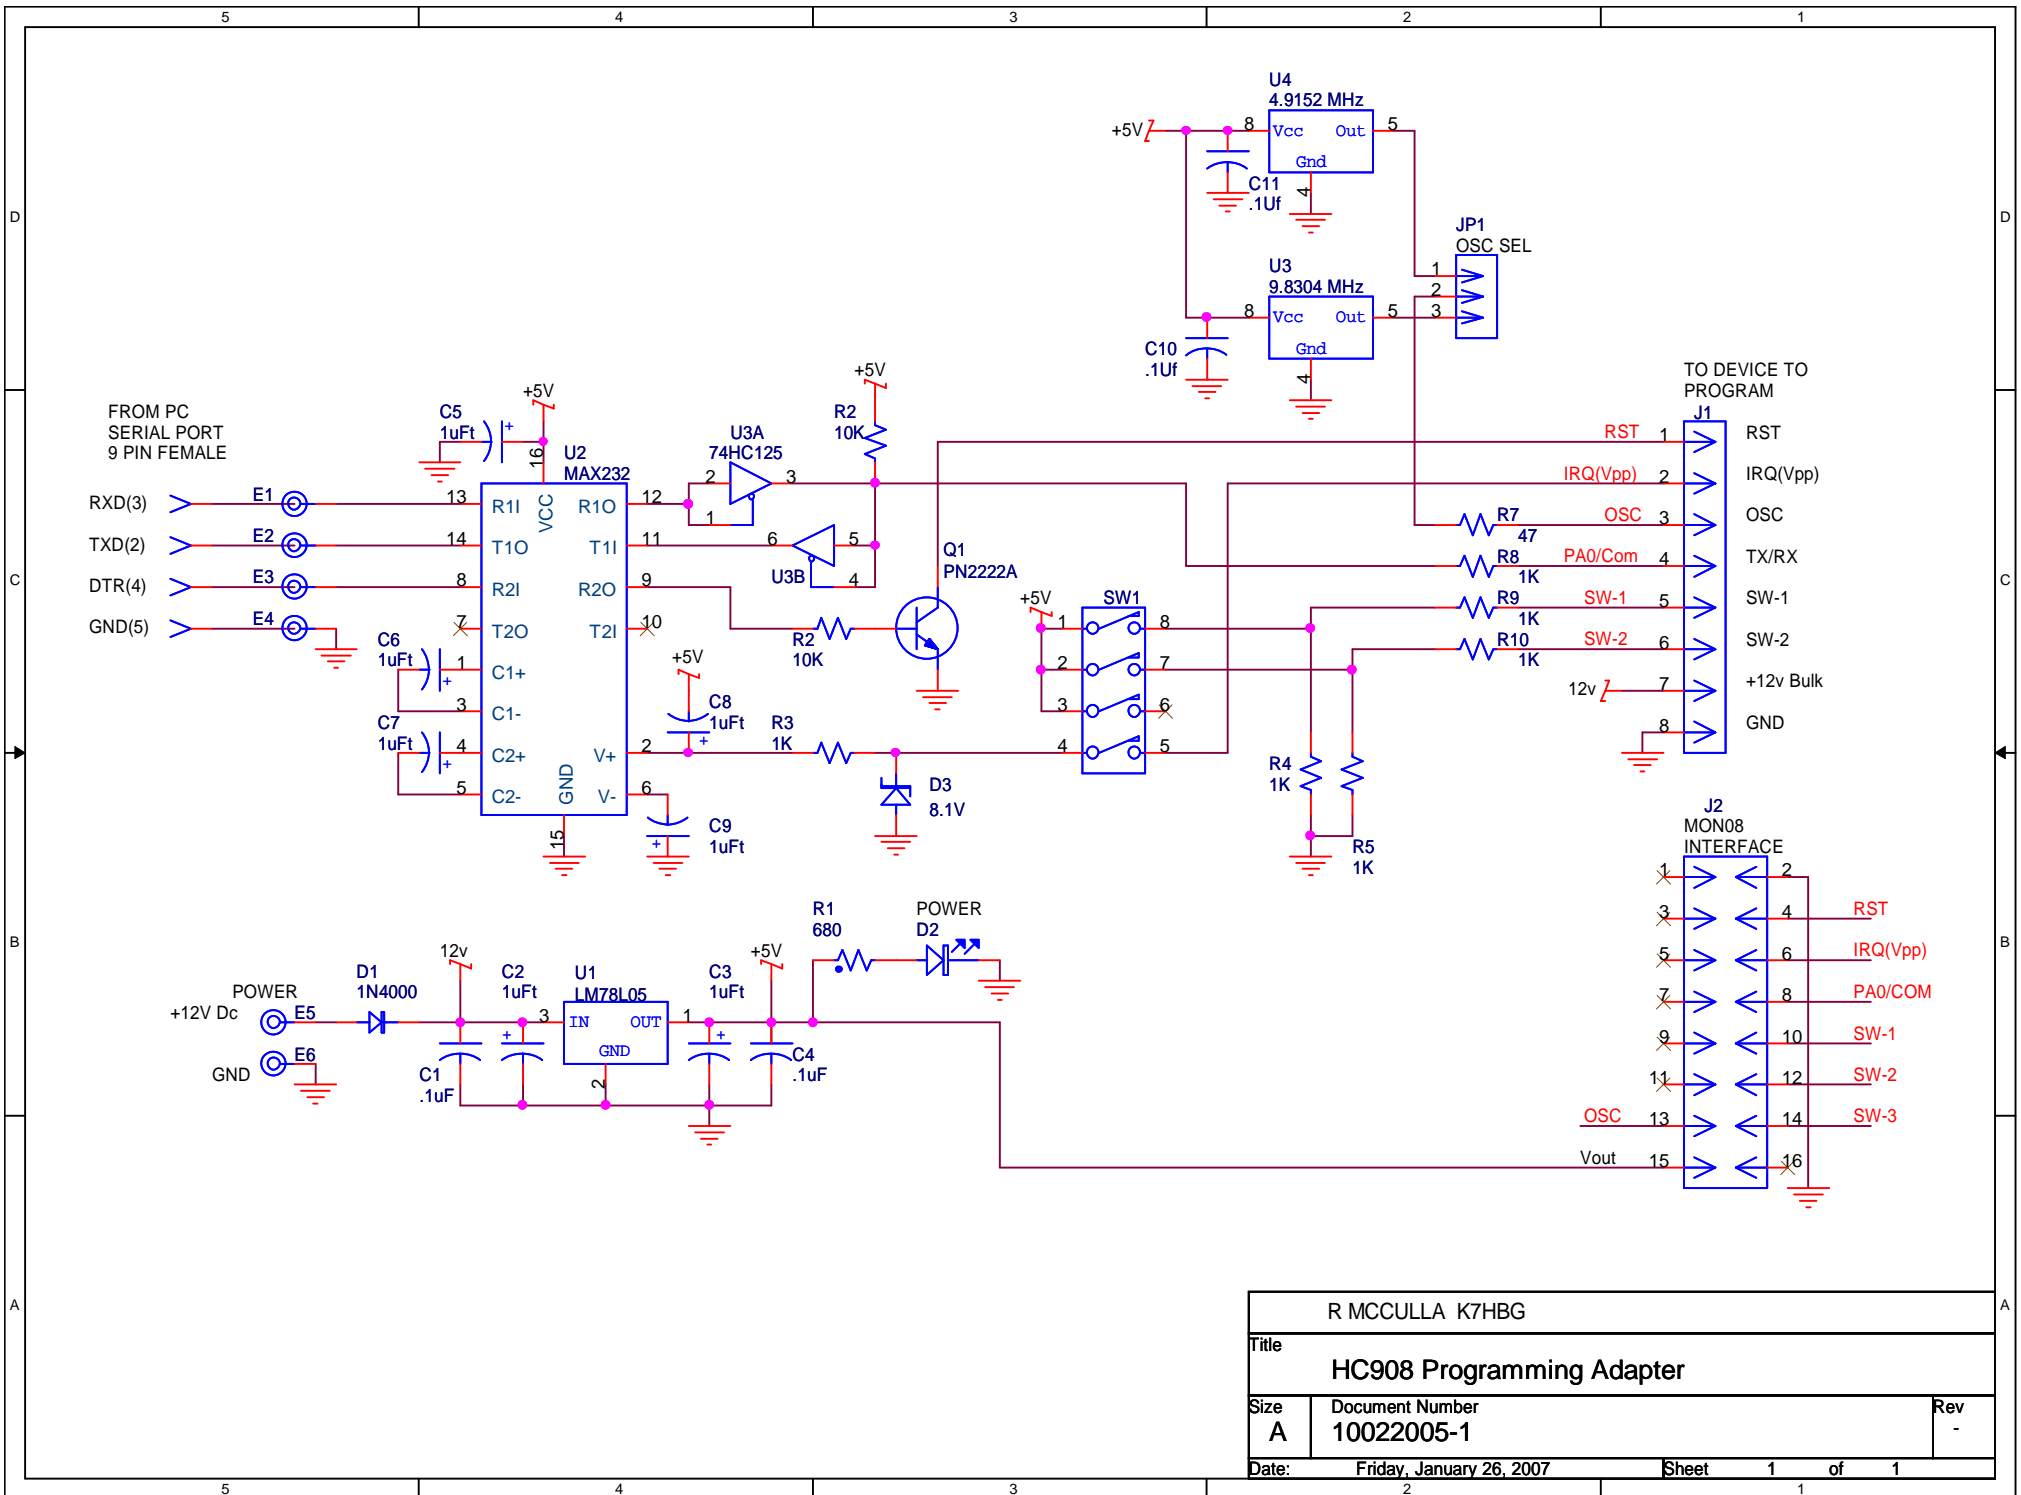 5 4 3 2 1
D D
C C
B B
A A
5 4 3 2 1
U4
4.9152 MHz
+5V
8 Vcc Out 5
Gnd
4
C11
.1Uf
JP1
OSC SEL
1
2
3
U3
9.8304 MHz
8 Vcc Out 5
Gnd
4
C10
.1Uf
TO DEVICE TO
PROGRAM
J1
RST 1 RST
IRQ(Vpp) 2 IRQ(Vpp)
R7 OSC 3 OSC
47
R8 PA0/Com 4 TX/RX
1K
R9 SW-1 5 SW-1
1K
R10 SW-2 6 SW-2
1K
12v 7 +12v Bulk
8 GND
FROM PC
SERIAL PORT
9 PIN FEMALE
RXD(3) E1
TXD(2) E2
DTR(4) E3
GND(5) E4
C5
1uFt
+
+5V
16
U2
MAX232
VCC
13 R1I R1O 12
14 T1O T1I 11
8 R2I R2O 9
7 T2O T2I 10
1 C1+
3 C1-
4 C2+ V+ 2
5 C2- V- 6
GND
15
C6
1uFt
+
C7
1uFt
+
U3A
74HC125
2 3
1
6 5
U3B 4
+5V
R2
10K
Q1
PN2222A
R2
10K
+5V
C8
1uFt
+
R3
1K
C9
1uFt
+
D3
8.1V
+5V
SW1
1 8
2 7
3 6
4 5
R4
1K
R5
1K
J2
MON08
INTERFACE
1 2
3 4 RST
5 6 IRQ(Vpp)
7 8 PA0/COM
9 10 SW-1
11 12 SW-2
OSC 13 14 SW-3
Vout 15 16
POWER
+12V Dc E5
GND E6
D1
1N4000
12v
C1
.1uF
C2
1uFt
+
U1
LM78L05
3 IN OUT 1
GND
2
C3
1uFt
+
+5V
C4
.1uF
R1
680
POWER
D2
R MCCULLA K7HBG
Title
HC908 Programming Adapter
Size Document Number Rev
A 10022005-1 -
Date: Friday, January 26, 2007 Sheet 1 of 1